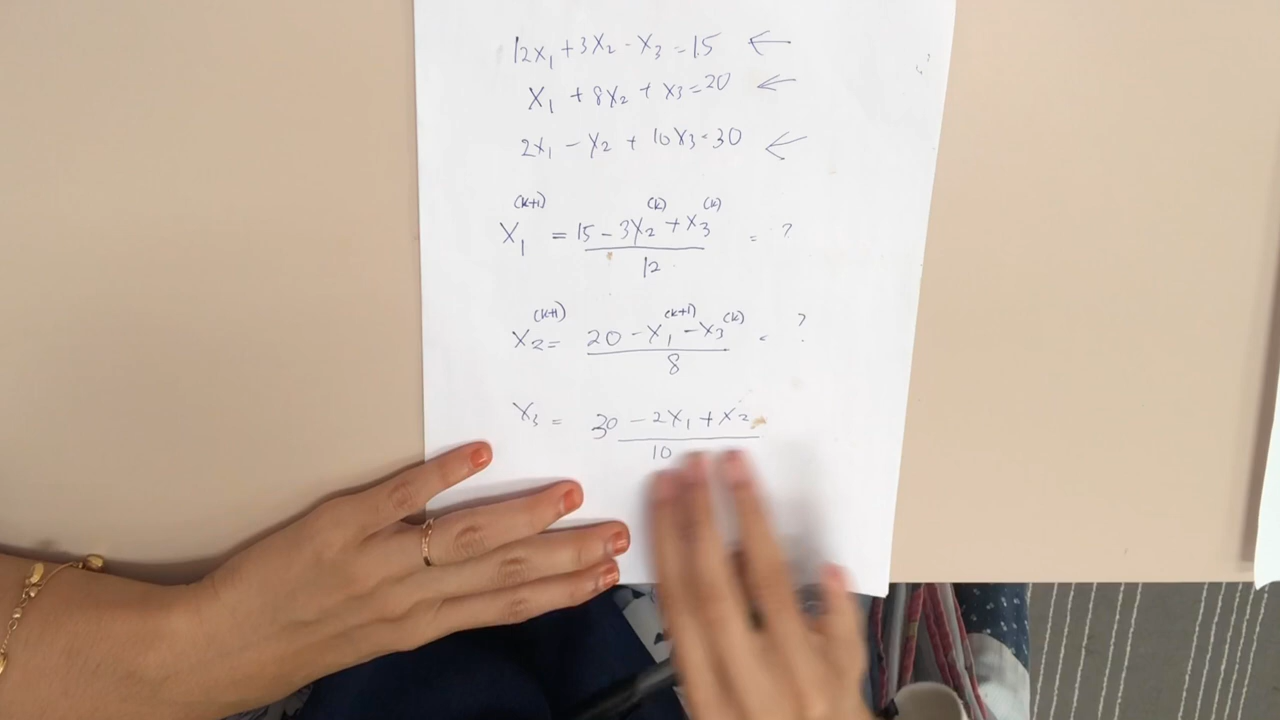 12x₁ + 3x₂ - x₃ = 15 ←
x₁ + 8x₂ + x₃ = 20 ←
2x₁ - x₂ + 10x₃ = 30 ←
x₁^(k+1) = (15 - 3x₂^(k) + x₃^(k)) / 12 = ?
x₂^(k+1) = (20 - x₁^(k+1) - x₃^(k)) / 8 = ?
x₃ = (30 - 2x₁ + x₂) / 10